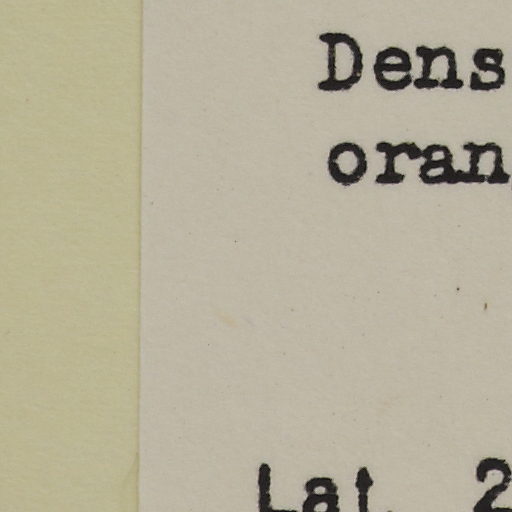 Dens
oran
Lat. 2